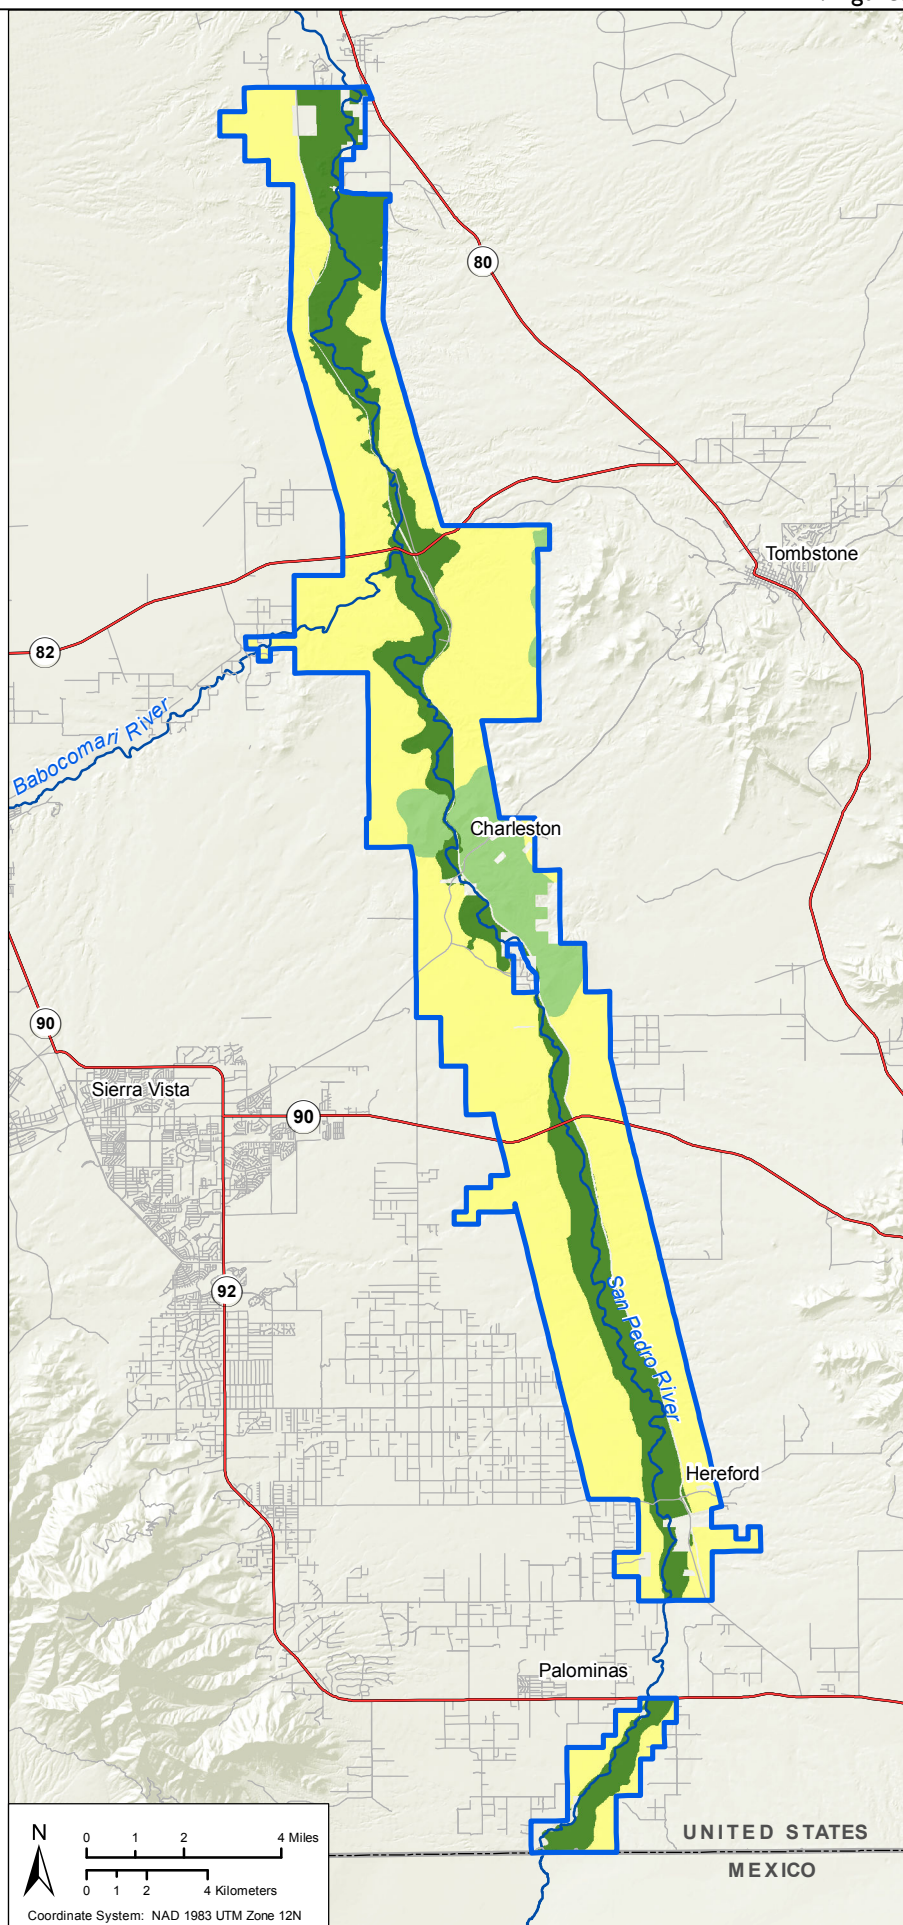 80
Tombstone
82
Babocomari River
Charleston
90
Sierra Vista
90
92
San Pedro River
Hereford
Palominas
UNITED STATES
MEXICO
N
0 1 2 4 Miles
0 1 2 4 Kilometers
Coordinate System: NAD 1983 UTM Zone 12N